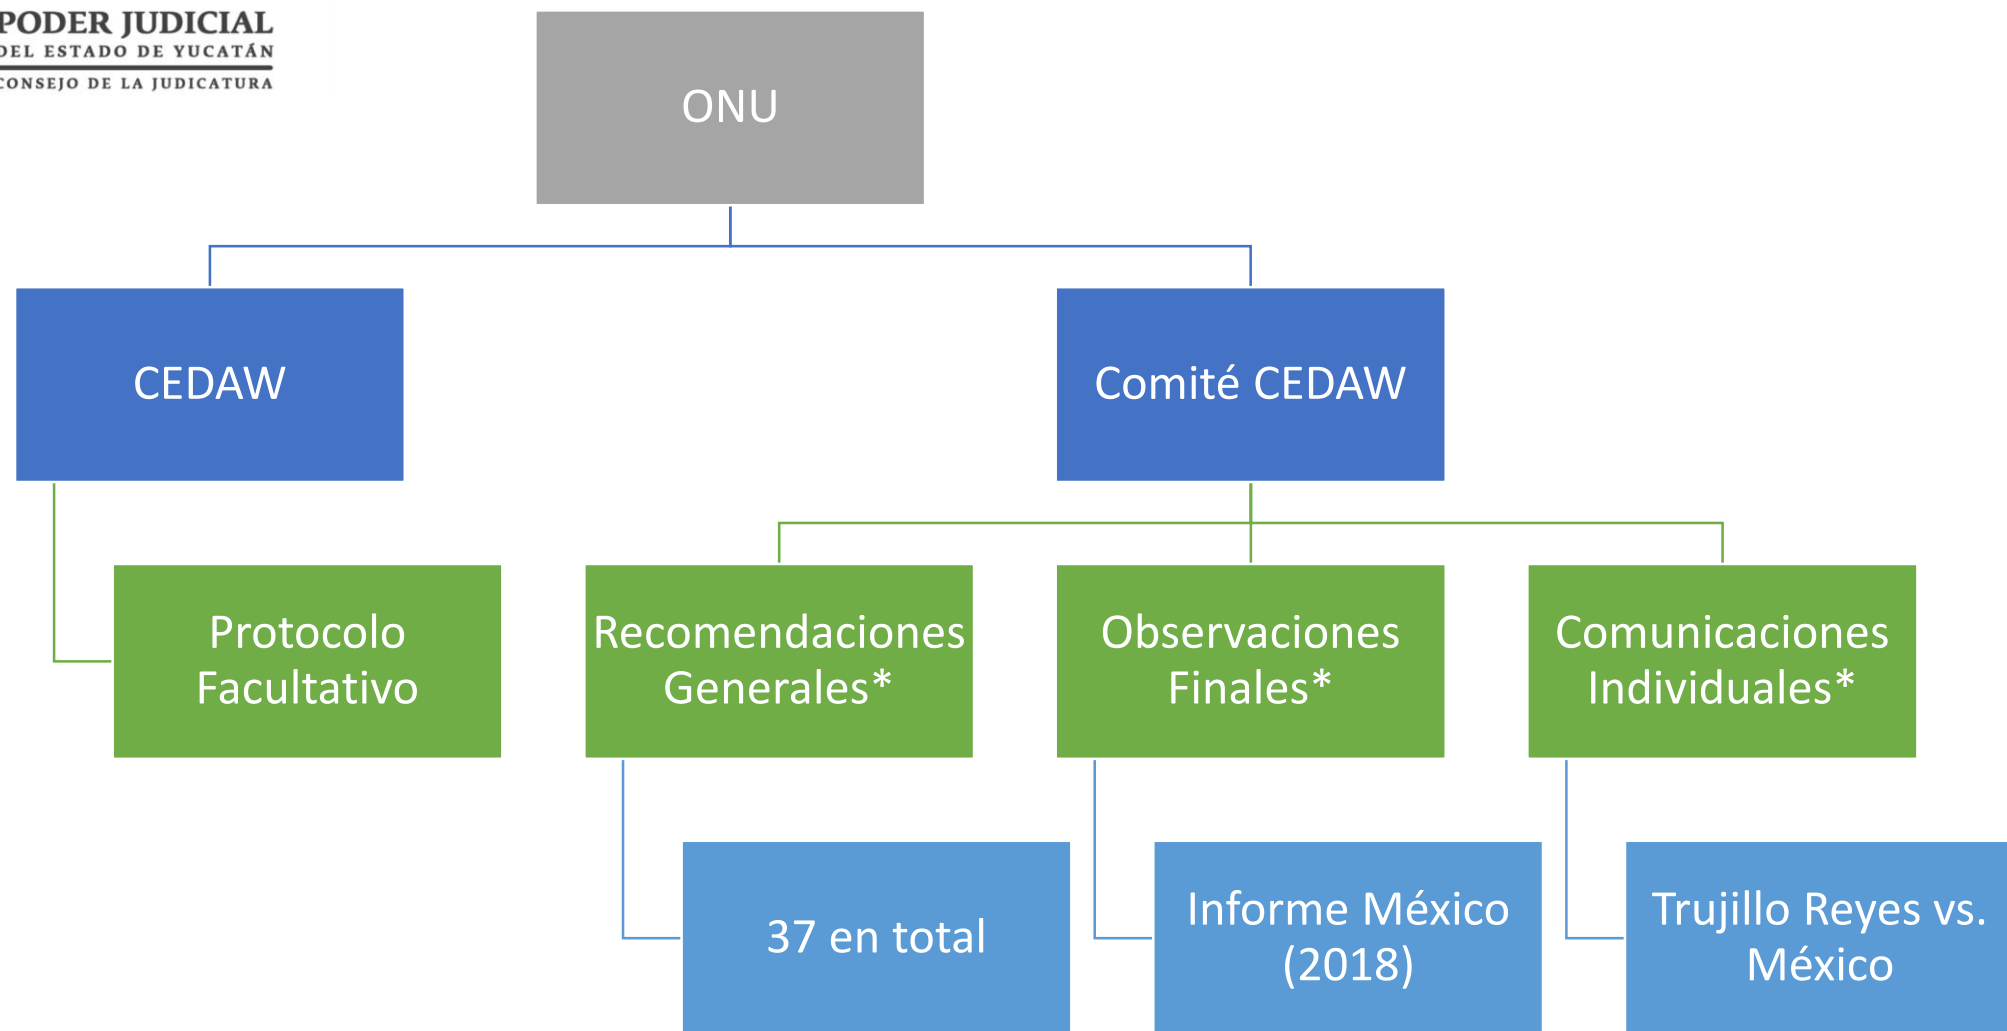 PODER JUDICIAL
DEL ESTADO DE YUCATÁN
CONSEJO DE LA JUDICATURA
ONU
CEDAW
Comité CEDAW
Protocolo
Facultativo
Recomendaciones
Generales*
Observaciones
Finales*
Comunicaciones
Individuales*
37 en total
Informe México
(2018)
Trujillo Reyes vs.
México